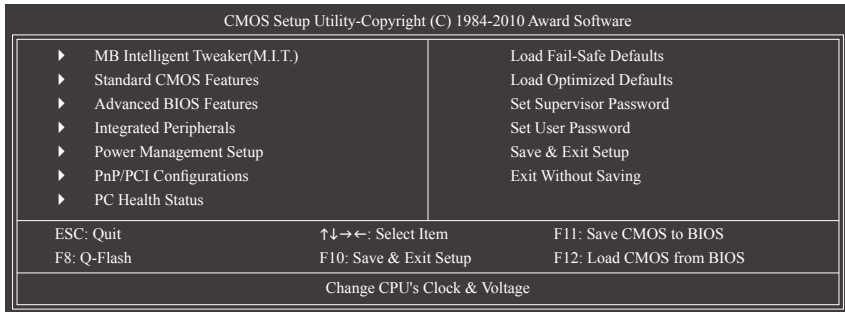 CMOS Setup Utility-Copyright (C) 1984-2010 Award Software
MB Intelligent Tweaker(M.I.T.)
Standard CMOS Features
Advanced BIOS Features
Integrated Peripherals
Power Management Setup
PnP/PCI Configurations
PC Health Status
Load Fail-Safe Defaults
Load Optimized Defaults
Set Supervisor Password
Set User Password
Save & Exit Setup
Exit Without Saving
ESC: Quit
↑↓→←: Select Item
F11: Save CMOS to BIOS
F8: Q-Flash
F10: Save & Exit Setup
F12: Load CMOS from BIOS
Change CPU's Clock & Voltage